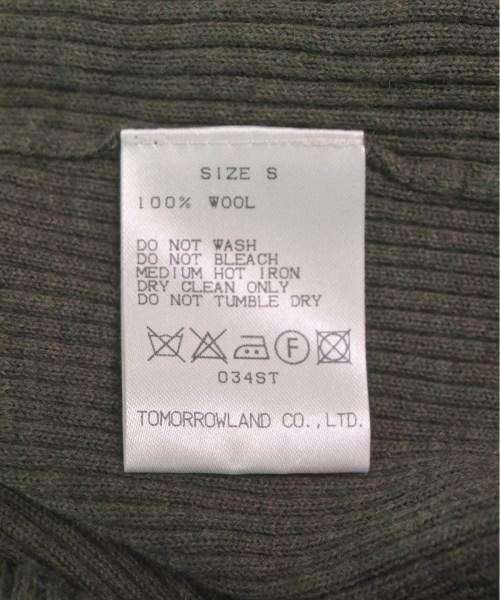 SIZE S
100% WOOL
DO NOT WASH
DO NOT BLEACH
MEDIUM HOT IRON
DRY CLEAN ONLY
DO NOT TUMBLE DRY
F
034ST
TOMORROWLAND CO.,LTD.